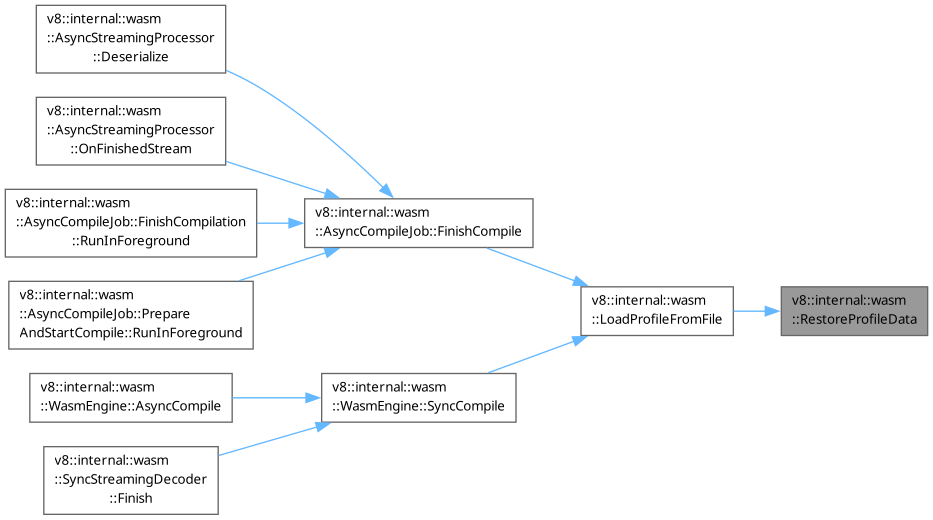 v8::internal::wasm
::AsyncStreamingProcessor
::Deserialize
v8::internal::wasm
::AsyncStreamingProcessor
::OnFinishedStream
v8::internal::wasm
::AsyncCompileJob::FinishCompilation
::RunInForeground
v8::internal::wasm
::AsyncCompileJob::FinishCompile
v8::internal::wasm
::AsyncCompileJob::Prepare
AndStartCompile::RunInForeground
v8::internal::wasm
::LoadProfileFromFile
v8::internal::wasm
::RestoreProfileData
v8::internal::wasm
::WasmEngine::AsyncCompile
v8::internal::wasm
::WasmEngine::SyncCompile
v8::internal::wasm
::SyncStreamingDecoder
::Finish